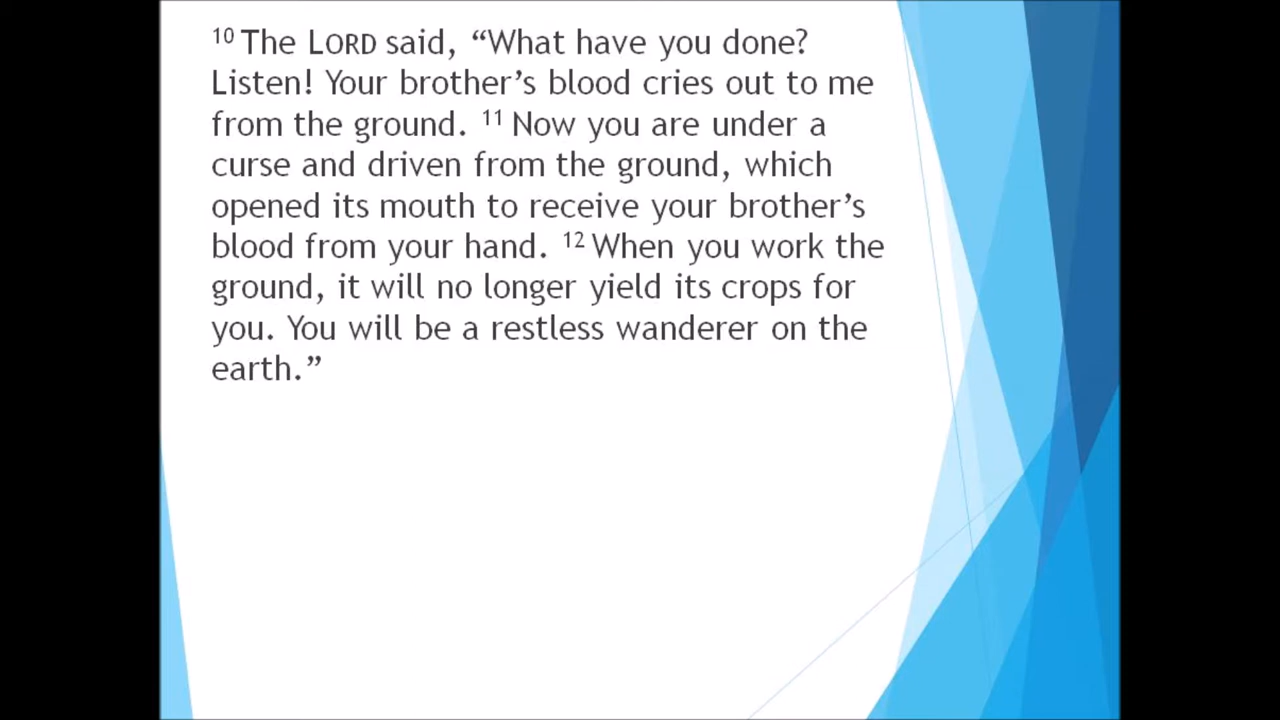 10 The LORD said, “What have you done?
Listen! Your brother’s blood cries out to me
from the ground. 11 Now you are under a
curse and driven from the ground, which
opened its mouth to receive your brother’s
blood from your hand. 12 When you work the
ground, it will no longer yield its crops for
you. You will be a restless wanderer on the
earth.”